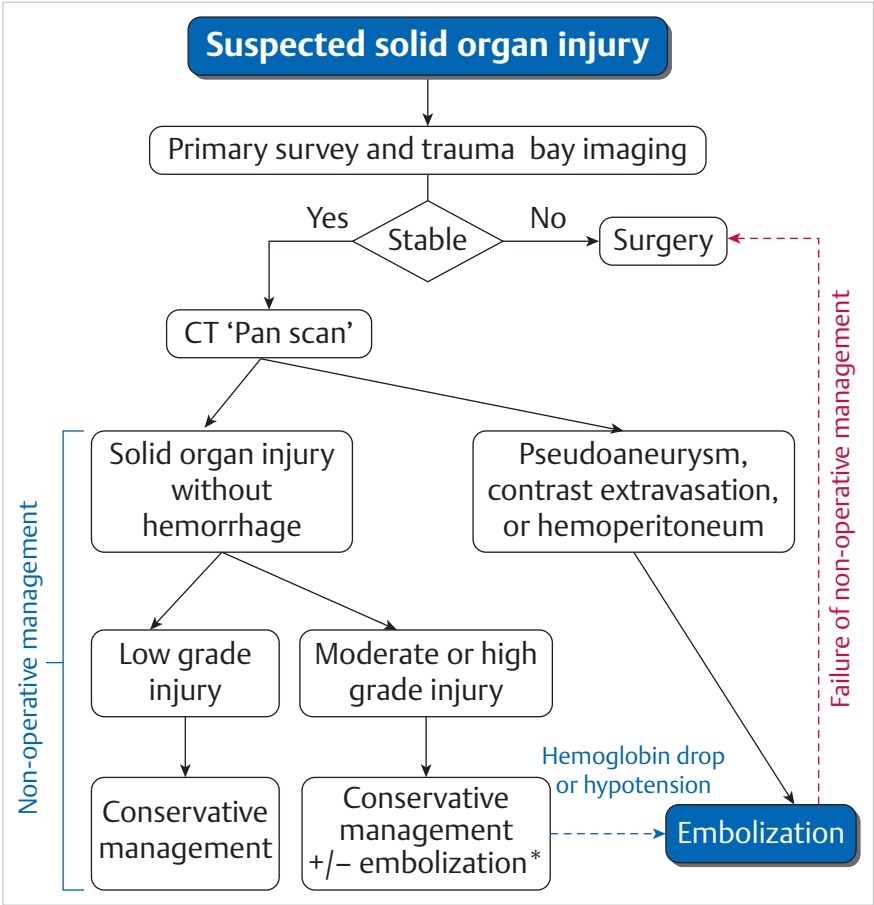 Suspected solid organ injury
Primary survey and trauma bay imaging
Yes
Stable
No
Surgery
CT ‘Pan scan’
Solid organ injury
without
hemorrhage
Pseudoaneurysm,
contrast extravasation,
or hemoperitoneum
Non-operative management
Failure of non-operative management
Low grade
injury
Moderate or high
grade injury
Hemoglobin drop
or hypotension
Conservative
management
Conservative
management
+/− embolization*
Embolization